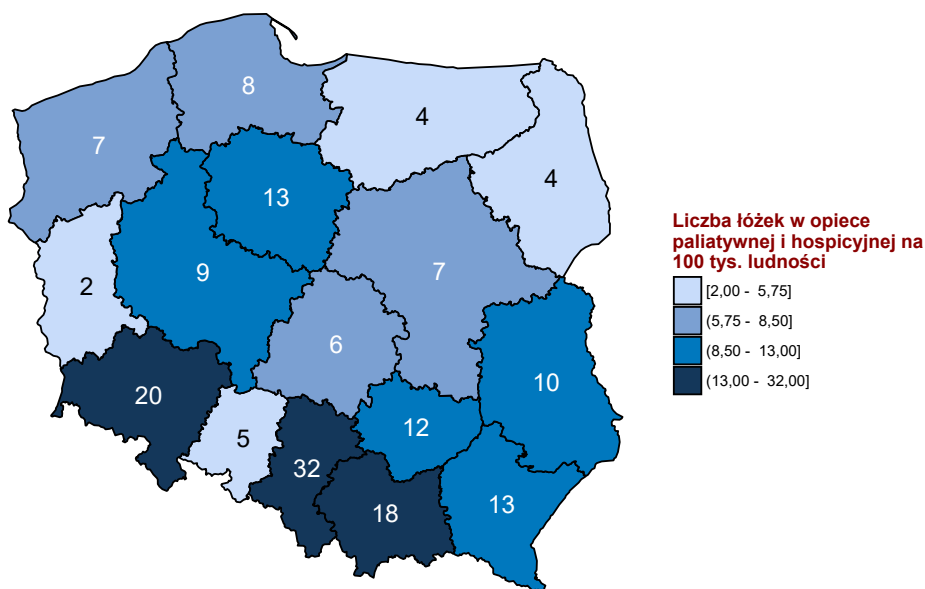 8
4
7
4
13
7
2
9
6
20
10
5
12
32
18
13
Liczba łóżek w opiece
paliatywnej i hospicyjnej na
100 tys. ludności
[2,00 - 5,75]
(5,75 - 8,50]
(8,50 - 13,00]
(13,00 - 32,00]